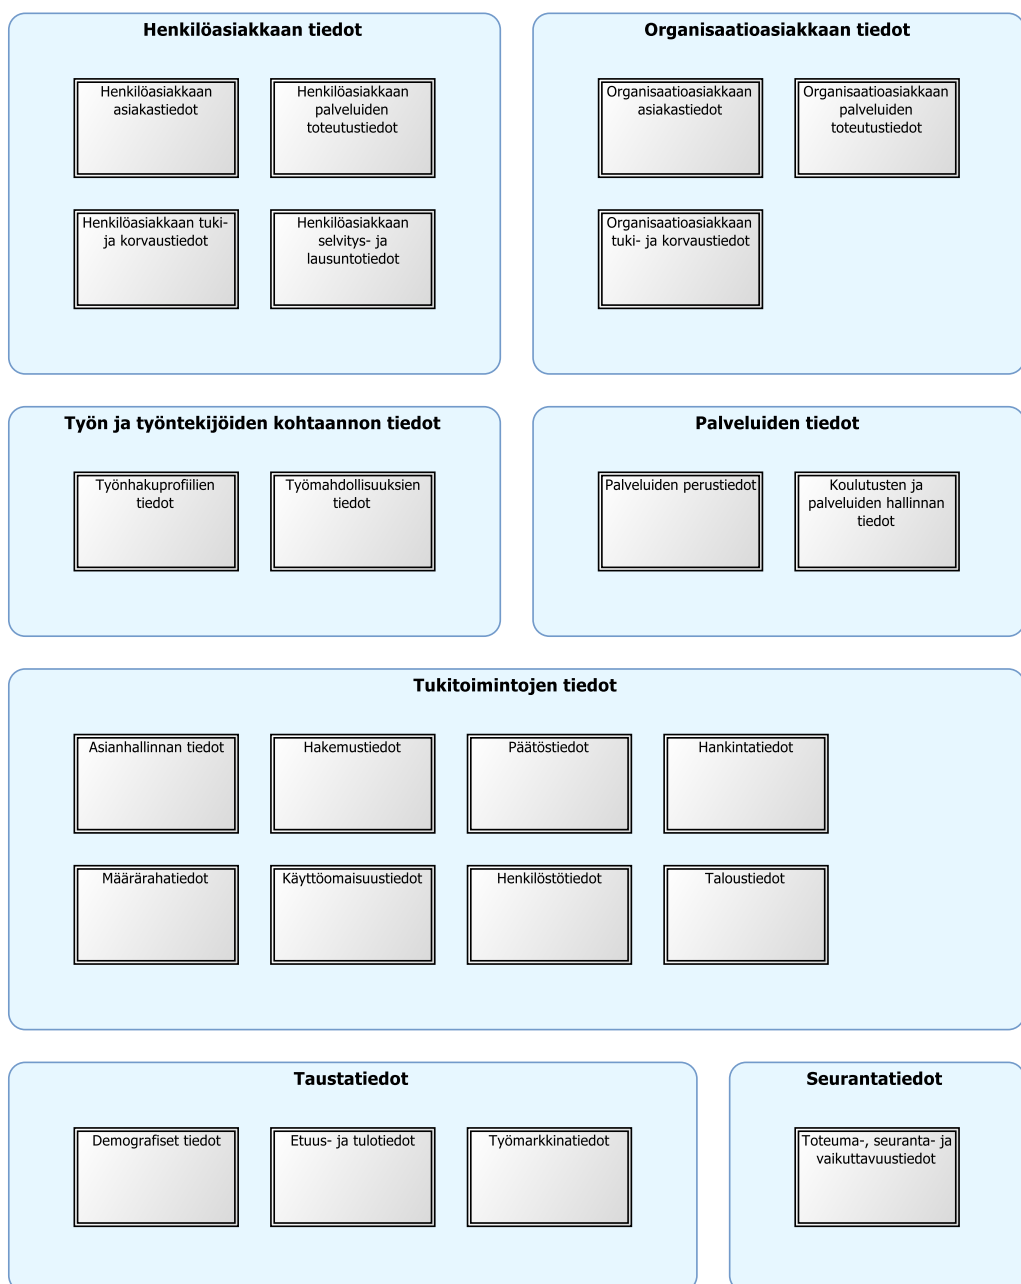 Henkilöasiakkaan tiedot
Henkilöasiakkaan
asiakastiedot
Henkilöasiakkaan
palveluiden
toteutustiedot
Henkilöasiakkaan tuki-
ja korvaustiedot
Henkilöasiakkaan
selvitys- ja
lausuntotiedot
Organisaatioasiakkaan tiedot
Organisaatioasiakkaan
asiakastiedot
Organisaatioasiakkaan
palveluiden
toteutustiedot
Organisaatioasiakkaan
tuki- ja korvaustiedot
Työn ja työntekijöiden kohtaannon tiedot
Työnhakuprofiilien
tiedot
Työmahdollisuuksien
tiedot
Palveluiden tiedot
Palveluiden perustiedot
Koulutusten ja
palveluiden hallinnan
tiedot
Tukitoimintojen tiedot
Asianhallinnan tiedot
Hakemustiedot
Päätöstiedot
Hankintatiedot
Määrärahatiedot
Käyttöomaisuustiedot
Henkilöstötiedot
Taloustiedot
Taustatiedot
Demografiset tiedot
Etuus- ja tulotiedot
Työmarkkinatiedot
Seurantatiedot
Toteuma-, seuranta- ja
vaikuttavuustiedot